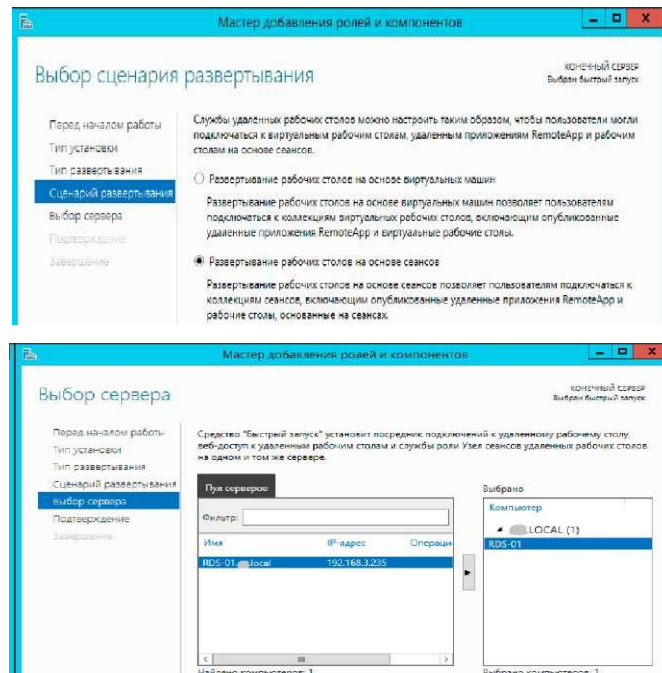 Мастер добавления ролей и компонентов
Выбор сценария развертывания
КОНЕЧНЫЙ СЕРВЕР
Выбран быстрый запуск
Перед началом работы
Тип установки
Тип развертывания
Сценарий развертывания
Выбор сервера
Подтверждение
Завершение
Службы удаленных рабочих столов можно настроить таким образом, чтобы пользователи могли
подключаться к виртуальным рабочим столам, удаленным приложениям RemoteApp и рабочим
столам на основе сеансов.
Развертывание рабочих столов на основе виртуальных машин
Развертывание рабочих столов на основе виртуальных машин позволяет пользователям
подключаться к коллекциям виртуальных рабочих столов, включающим опубликованные
удаленные приложения RemoteApp и виртуальные рабочие столы.
Развертывание рабочих столов на основе сеансов
Развертывание рабочих столов на основе сеансов позволяет пользователям подключаться к
коллекциям сеансов, включающим опубликованные удаленные приложения RemoteApp и
рабочие столы, основанные на сеансах.
Мастер добавления ролей и компонентов
Выбор сервера
КОНЕЧНЫЙ СЕРВЕР
Выбран быстрый запуск
Перед началом работы
Тип установки
Тип развертывания
Сценарий развертывания
Выбор сервера
Подтверждение
Завершение
Средство "Быстрый запуск" установит посредник подключений к удаленному рабочему столу,
веб-доступ к удаленным рабочим столам и службы роли Узел сеансов удаленных рабочих столов
на одном и том же сервере.
Пул серверов
Фильтр:
Имя IP-адрес Операци
RDS-01. local 192.168.3.235
Найдено компьютеров: 1
Выбрано
Компьютер
.LOCAL (1)
RDS-01
Выбрано компьютеров: 1